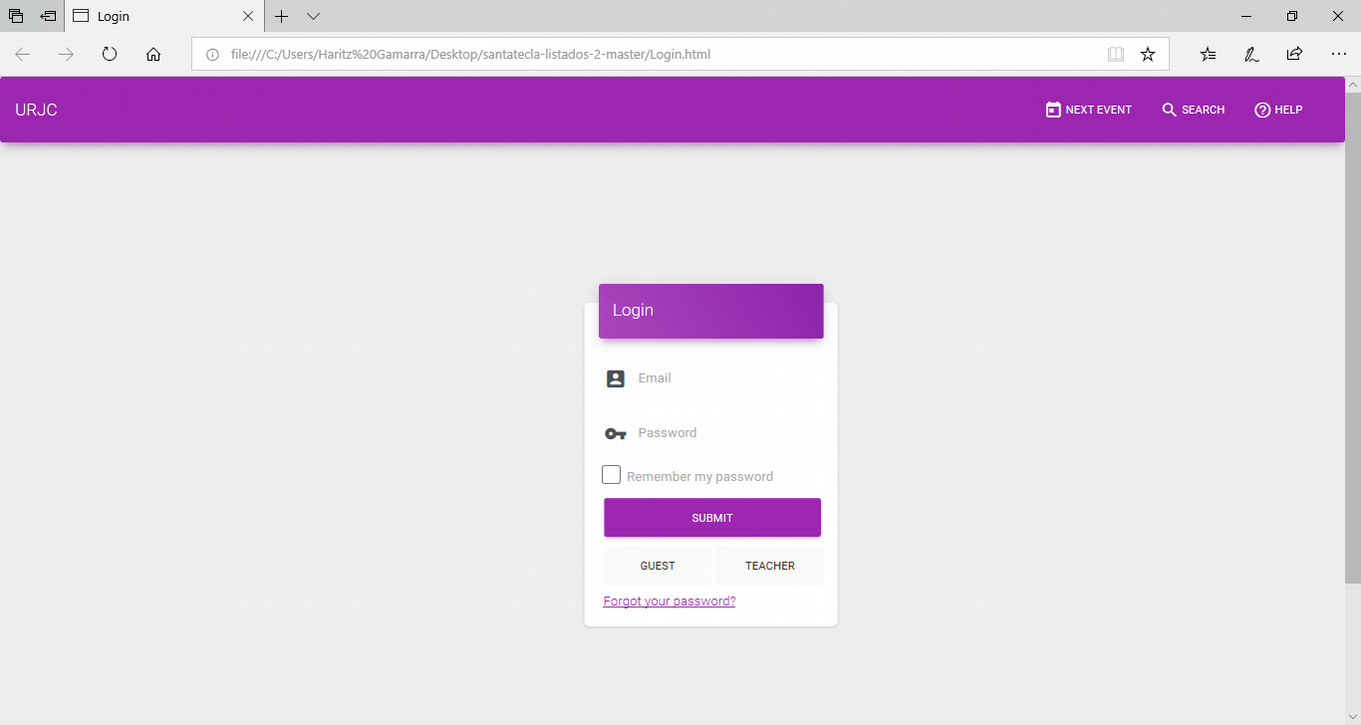 Login
file:///C:/Users/Haritz%20Gamarra/Desktop/santatecla-listados-2-master/Login.html
URJC
NEXT EVENT
SEARCH
HELP
Login
Email
Password
Remember my password
SUBMIT
GUEST
TEACHER
Forgot your password?